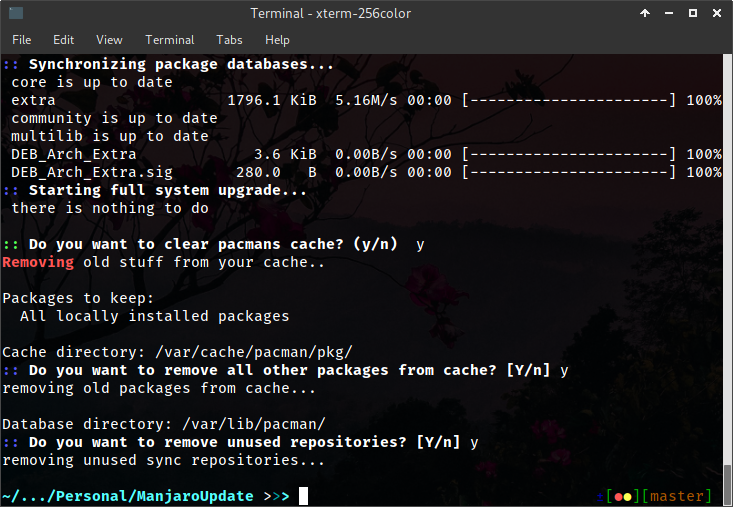 Terminal - xterm-256color
File Edit View Terminal Tabs Help
:: Synchronizing package databases...
core is up to date
extra 1796.1 KiB 5.16M/s 00:00 [----------------------] 100%
community is up to date
multilib is up to date
DEB_Arch_Extra 3.6 KiB 0.00B/s 00:00 [----------------------] 100%
DEB_Arch_Extra.sig 280.0 B 0.00B/s 00:00 [----------------------] 100%
:: Starting full system upgrade...
there is nothing to do
:: Do you want to clear pacmans cache? (y/n) y
Removing old stuff from your cache..
Packages to keep:
All locally installed packages
Cache directory: /var/cache/pacman/pkg/
:: Do you want to remove all other packages from cache? [Y/n] y
removing old packages from cache...
Database directory: /var/lib/pacman/
:: Do you want to remove unused repositories? [Y/n] y
removing unused sync repositories...
~/.../Personal/ManjaroUpdate >>> ±[●●][master]